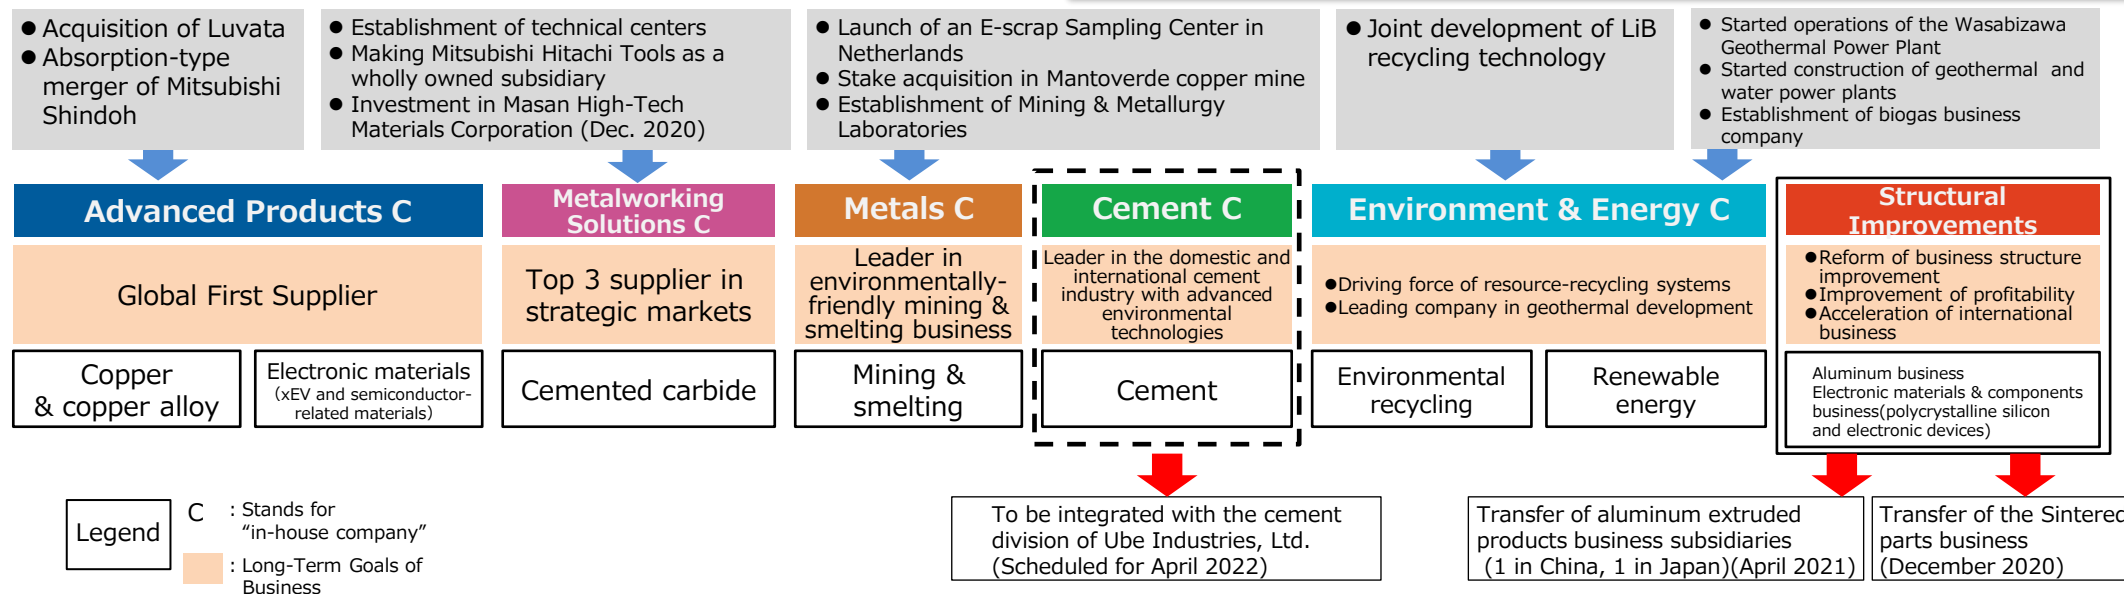 ● Acquisition of Luvata
● Absorption-type
merger of Mitsubishi
Shindoh
● Establishment of technical centers
● Making Mitsubishi Hitachi Tools as a
wholly owned subsidiary
● Investment in Masan High-Tech
Materials Corporation (Dec. 2020)
● Launch of an E-scrap Sampling Center in
Netherlands
● Stake acquisition in Mantoverde copper mine
● Establishment of Mining & Metallurgy
Laboratories
● Joint development of LiB
recycling technology
● Started operations of the Wasabizawa
Geothermal Power Plant
● Started construction of geothermal and
water power plants
● Establishment of biogas business
company
Advanced Products C
Metalworking
Solutions C
Metals C
Cement C
Environment & Energy C
Structural
Improvements
Global First Supplier
Top 3 supplier in
strategic markets
Leader in
environmentally-
friendly mining &
smelting business
Leader in the domestic and
international cement
industry with advanced
environmental
technologies
●Driving force of resource-recycling systems
●Leading company in geothermal development
●Reform of business structure
improvement
●Improvement of profitability
●Acceleration of international
business
Copper
& copper alloy
Electronic materials
(xEV and semiconductor-
related materials)
Cemented carbide
Mining &
smelting
Cement
Environmental
recycling
Renewable
energy
Aluminum business
Electronic materials & components
business(polycrystalline silicon
and electronic devices)
Legend
C : Stands for
"in-house company"
: Long-Term Goals of
Business
To be integrated with the cement
division of Ube Industries, Ltd.
(Scheduled for April 2022)
Transfer of aluminum extruded
products business subsidiaries
(1 in China, 1 in Japan)(April 2021)
Transfer of the Sintered
parts business
(December 2020)